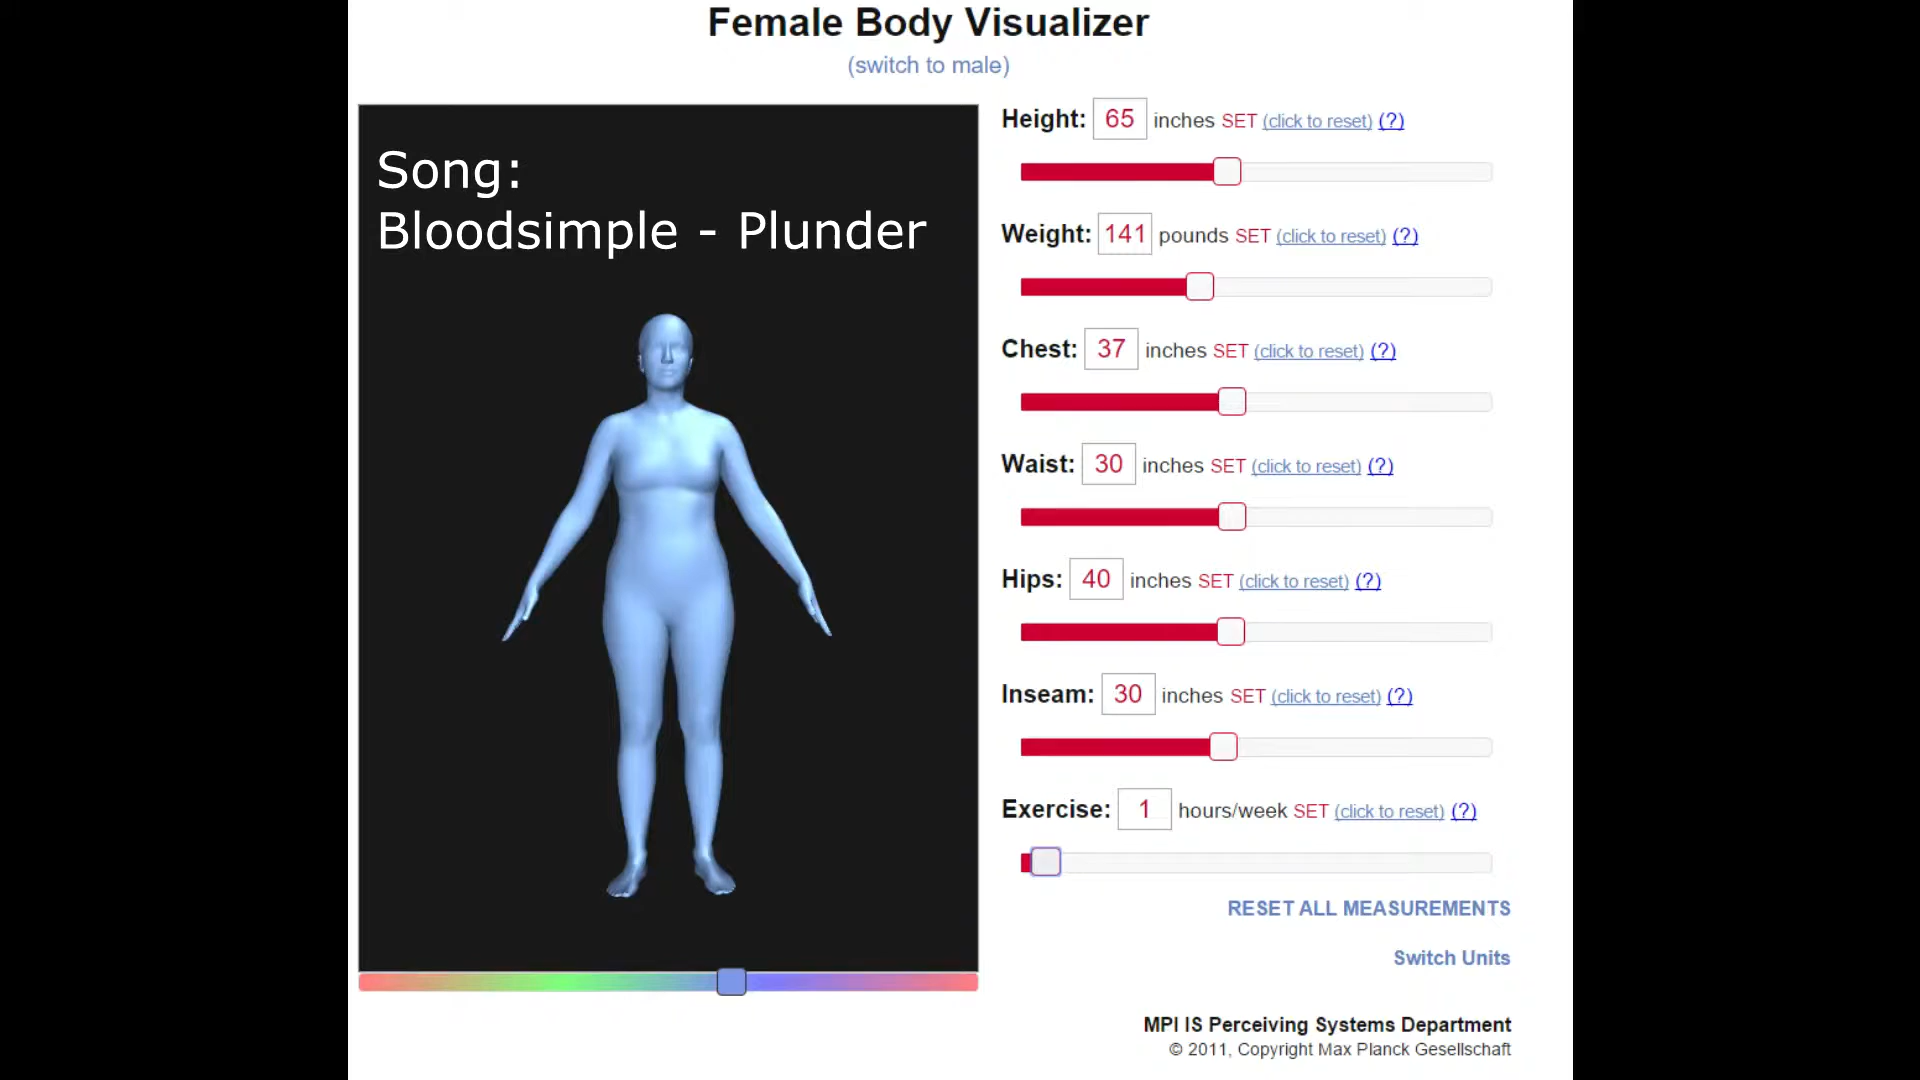 Female Body Visualizer
(switch to male)
Song:
Bloodsimple - Plunder
Height: 65 inches SET (click to reset) (?)
Weight: 141 pounds SET (click to reset) (?)
Chest: 37 inches SET (click to reset) (?)
Waist: 30 inches SET (click to reset) (?)
Hips: 40 inches SET (click to reset) (?)
Inseam: 30 inches SET (click to reset) (?)
Exercise: 1 hours/week SET (click to reset) (?)
RESET ALL MEASUREMENTS
Switch Units
MPI IS Perceiving Systems Department
© 2011, Copyright Max Planck Gesellschaft